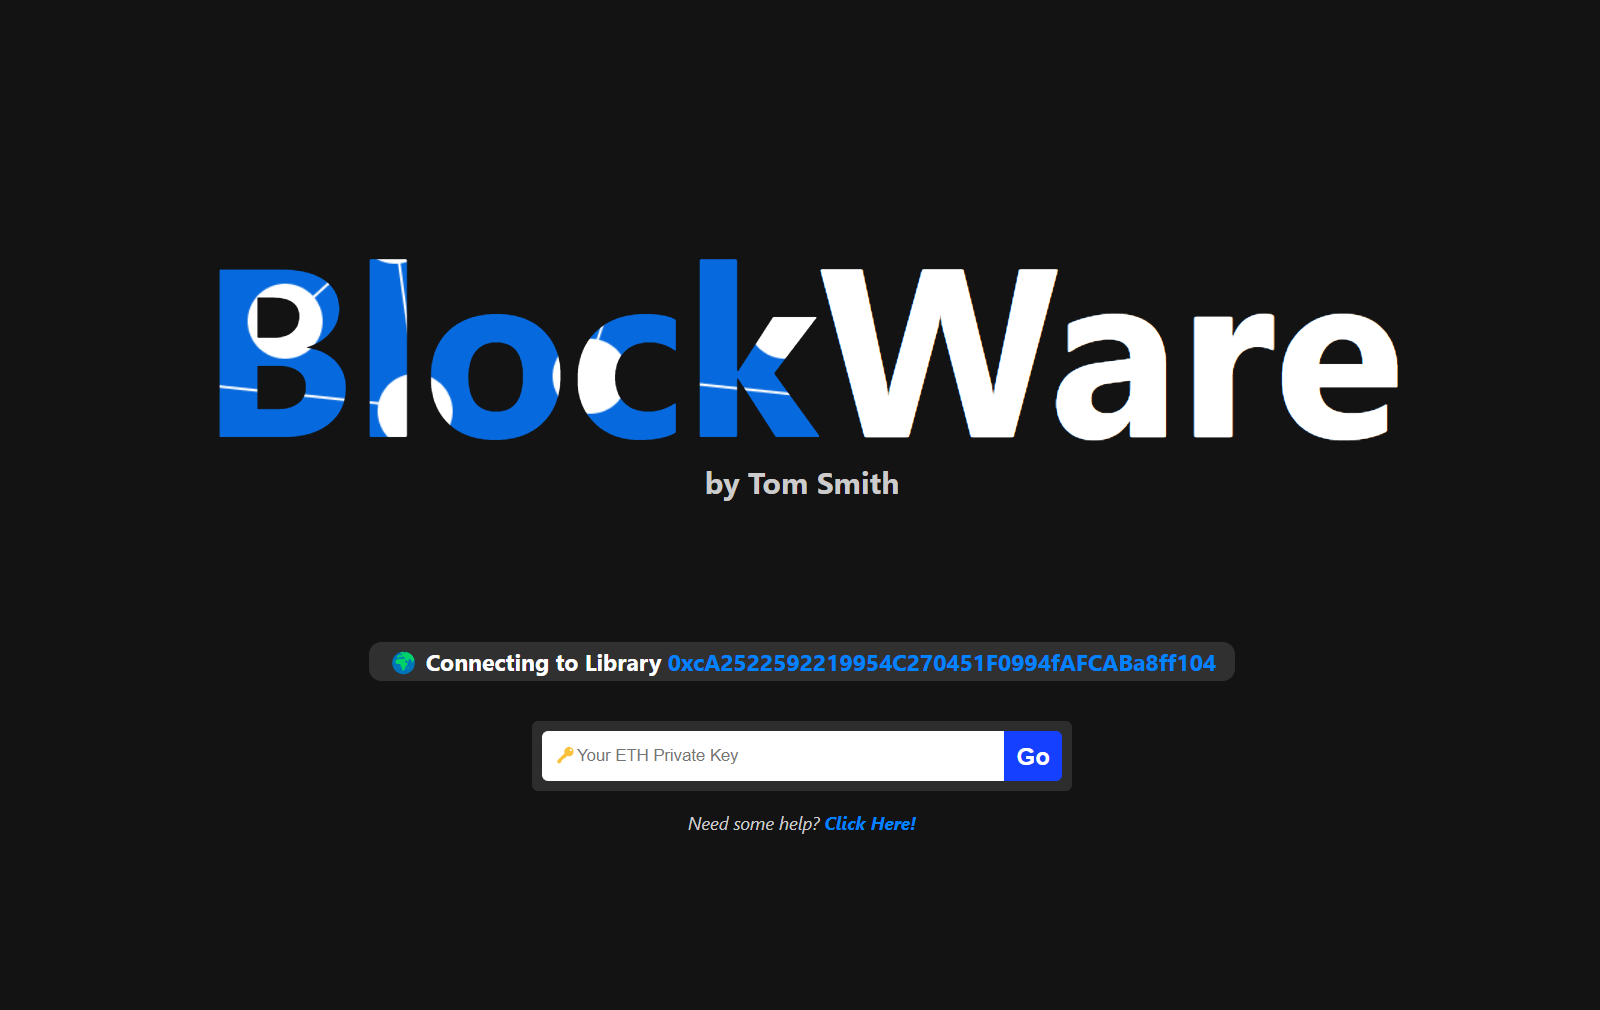 BlockWare
by Tom Smith
Connecting to Library 0xcA2522592219954C270451F0994fAFCABa8ff104
Your ETH Private Key
Go
Need some help? Click Here!